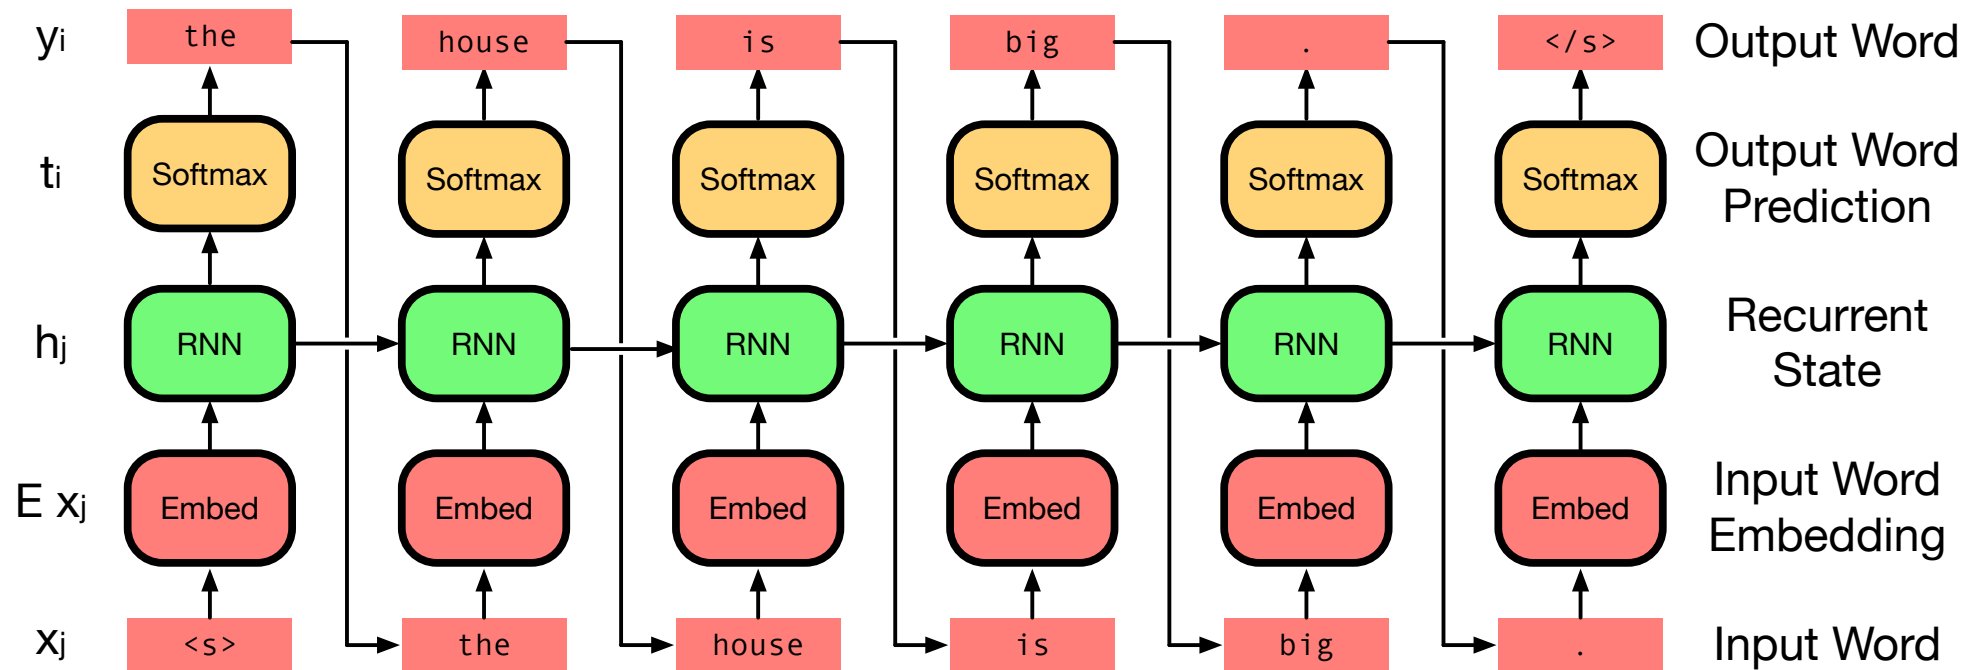 yi the house is big . </s> Output Word
ti Softmax Softmax Softmax Softmax Softmax Softmax Output Word
Prediction
hj RNN RNN RNN RNN RNN RNN Recurrent
State
E xj Embed Embed Embed Embed Embed Embed Input Word
Embedding
xj <s> the house is big . Input Word